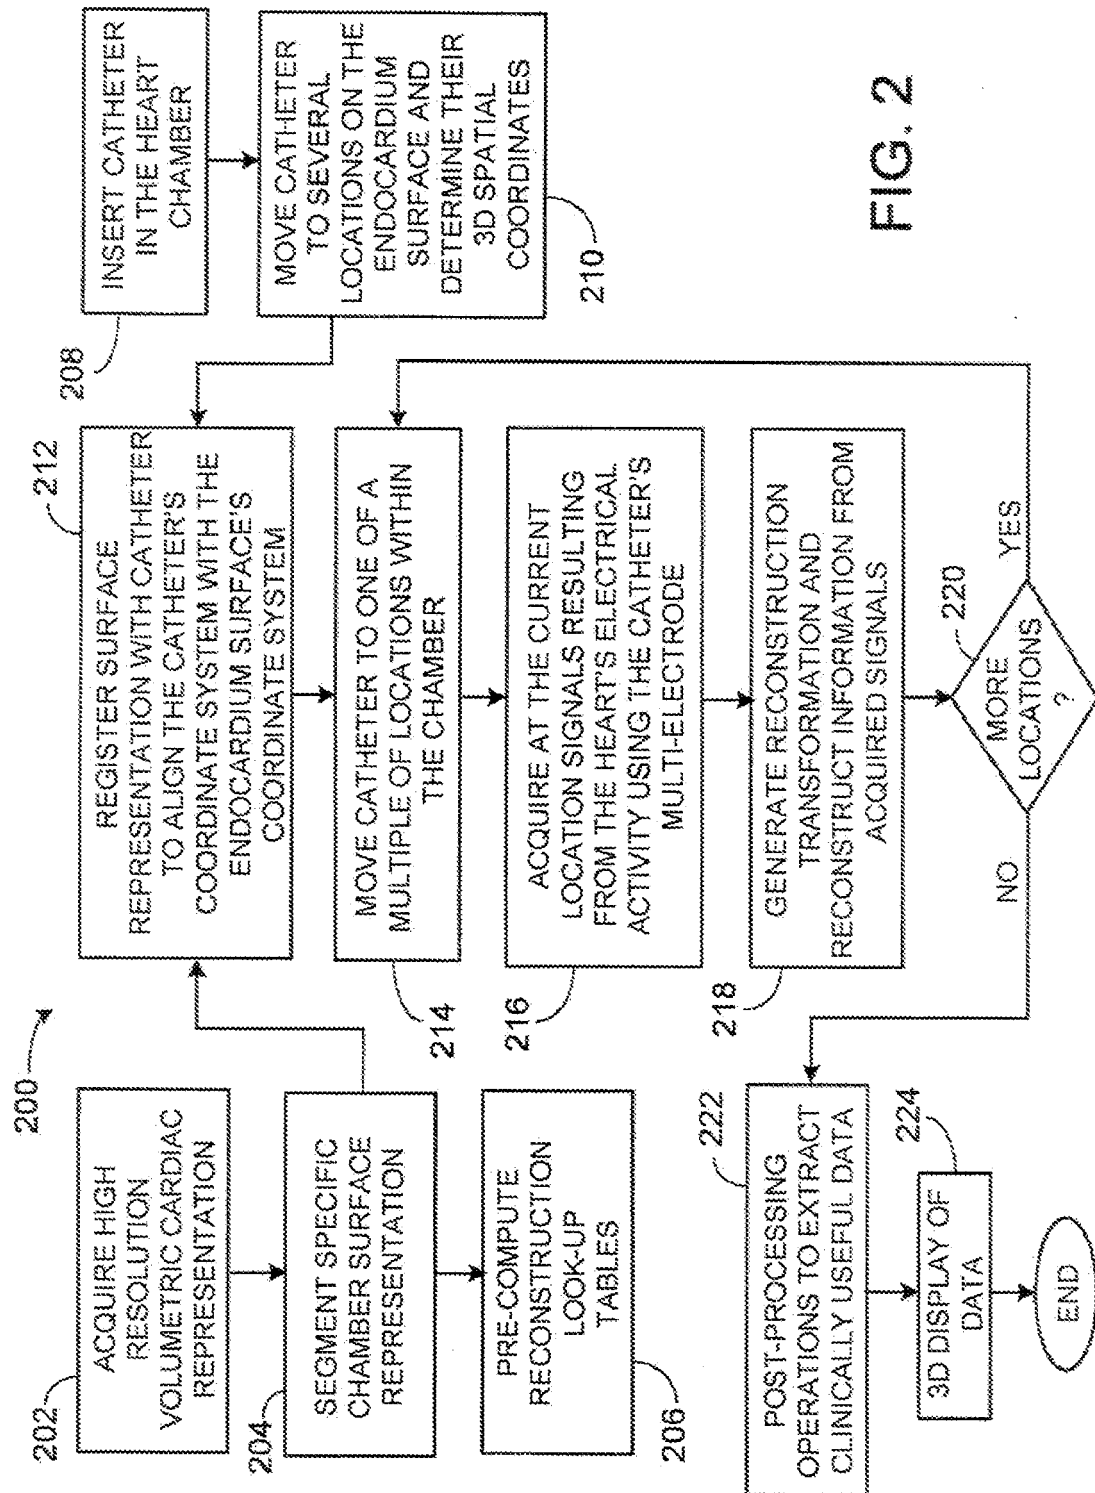 200
202
ACQUIRE HIGH
RESOLUTION
VOLUMETRIC CARDIAC
REPRESENTATION
204
SEGMENT SPECIFIC
CHAMBER SURFACE
REPRESENTATION
206
PRE-COMPUTE
RECONSTRUCTION
LOOK-UP
TABLES
208
INSERT CATHETER
IN THE HEART
CHAMBER
210
MOVE CATHETER
TO SEVERAL
LOCATIONS ON THE
ENDOCARDIUM
SURFACE AND
DETERMINE THEIR
3D SPATIAL
COORDINATES
212
REGISTER SURFACE
REPRESENTATION WITH CATHETER
TO ALIGN THE CATHETER'S
COORDINATE SYSTEM WITH THE
ENDOCARDIUM SURFACE'S
COORDINATE SYSTEM
214
MOVE CATHETER TO ONE OF A
MULTIPLE OF LOCATIONS WITHIN
THE CHAMBER
216
ACQUIRE AT THE CURRENT
LOCATION SIGNALS RESULTING
FROM THE HEART'S ELECTRICAL
ACTIVITY USING THE CATHETER'S
MULTI-ELECTRODE
218
GENERATE RECONSTRUCTION
TRANSFORMATION AND
RECONSTRUCT INFORMATION FROM
ACQUIRED SIGNALS
220
MORE
LOCATIONS
?
YES
NO
222
POST-PROCESSING
OPERATIONS TO EXTRACT
CLINICALLY USEFUL DATA
224
3D DISPLAY OF
DATA
END
FIG. 2